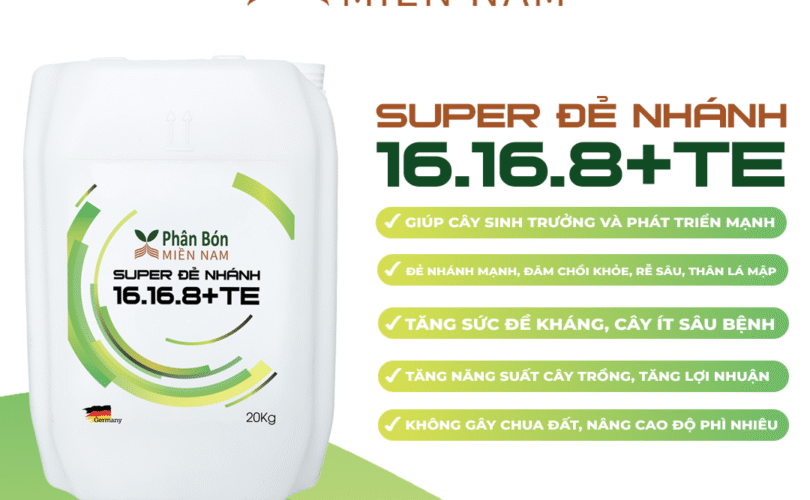 MIỀN NAM
SUPER ĐẺ NHÁNH
16.16.8+TE
GIÚP CÂY SINH TRƯỞNG VÀ PHÁT TRIỂN MẠNH
ĐẺ NHÁNH MẠNH, ĐÂM CHỒI KHỎE, RỄ SÂU, THÂN LÁ MẬP
TĂNG SỨC ĐỀ KHÁNG, CÂY ÍT SÂU BỆNH
TĂNG NĂNG SUẤT CÂY TRỒNG, TĂNG LỢI NHUẬN
KHÔNG GÂY CHUA ĐẤT, NÂNG CAO ĐỘ PHÌ NHIÊU
Phân Bón
MIỀN NAM
SUPER ĐẺ NHÁNH
16.16.8+TE
Germany
20Kg